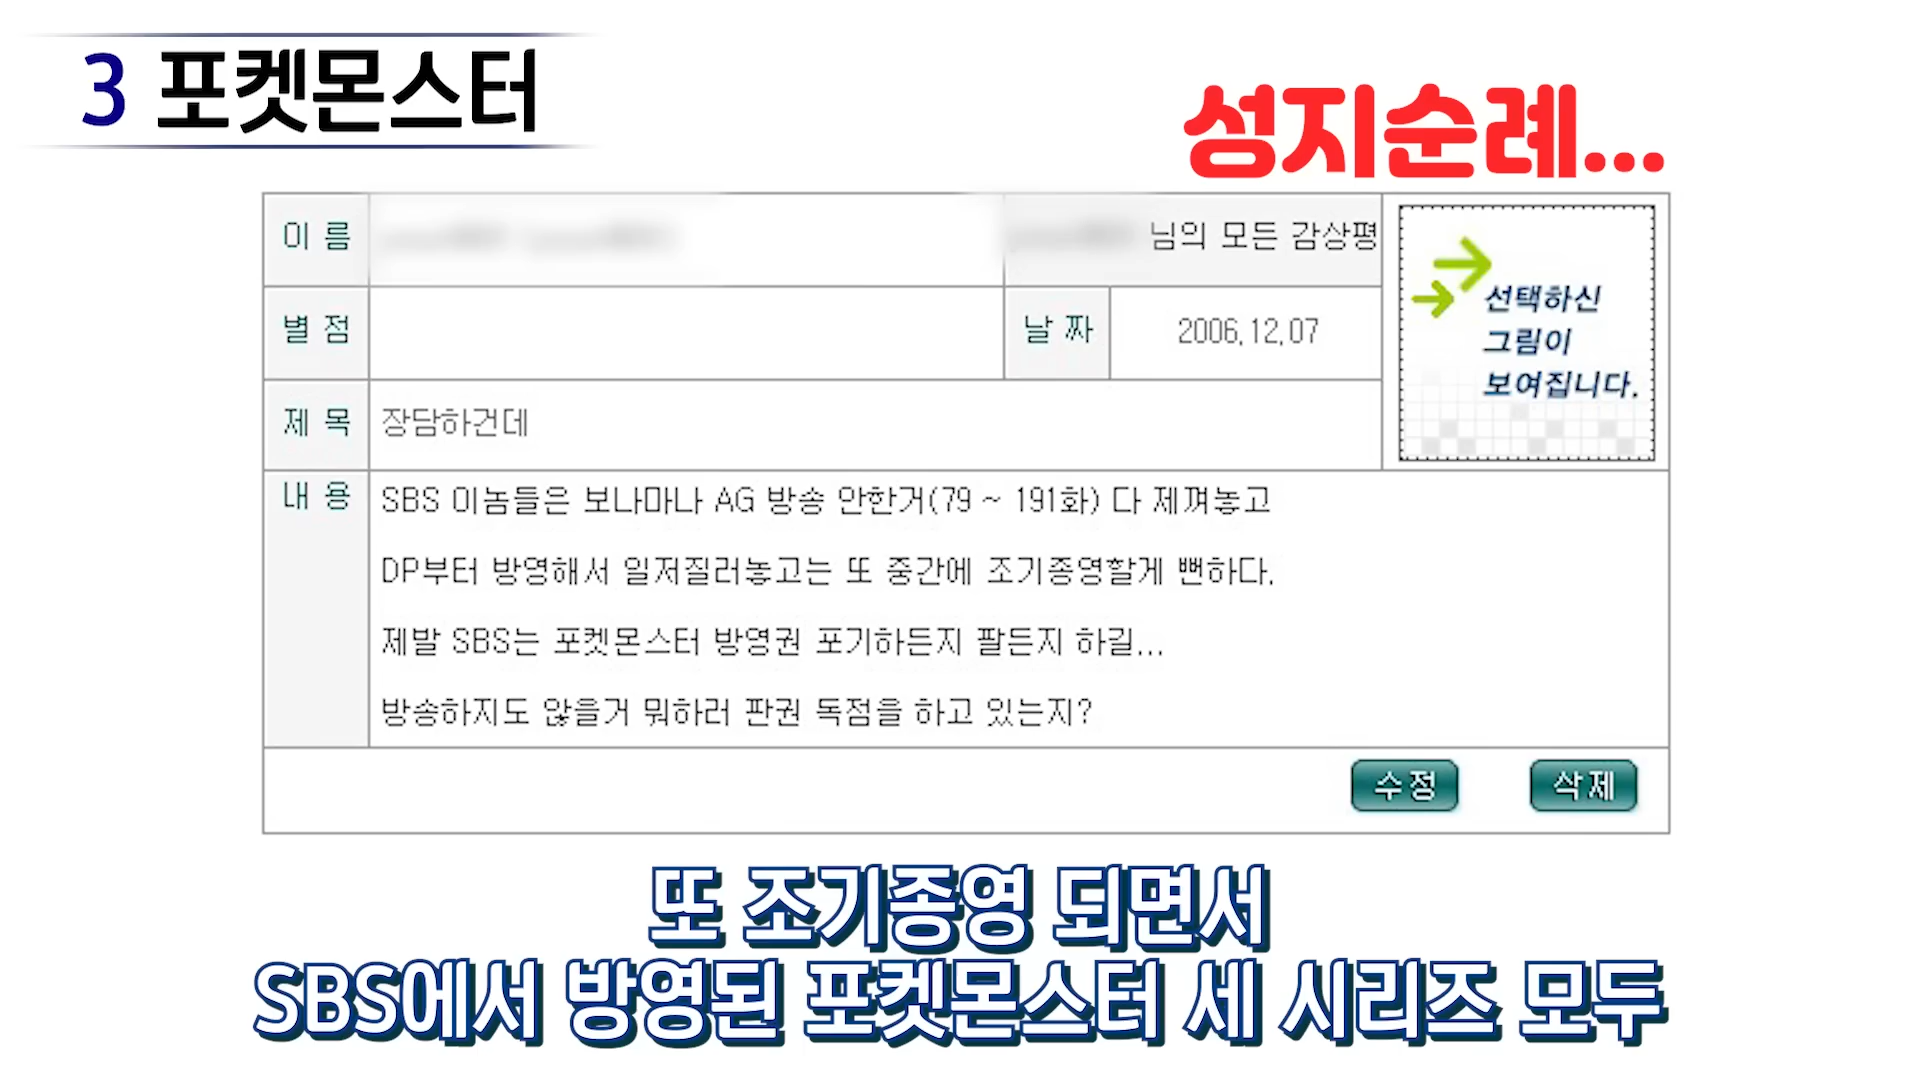 3 포켓몬스터
성지순례...
이 름
님의 모든 감상평
별 점
날 짜
2006.12.07
제 목
장담하건데
선택하신
그림이
보여집니다.
내 용
SBS 이놈들은 보나마나 AG 방송 안한거(79 ~ 191화) 다 제껴놓고
DP부터 방영해서 일저질러놓고는 또 중간에 조기종영할게 뻔하다.
제발 SBS는 포켓몬스터 방영권 포기하든지 팔든지 하길...
방송하지도 않을거 뭐하러 판권 독점을 하고 있는지?
수정
삭제
또 조기종영 되면서
SBS에서 방영된 포켓몬스터 세 시리즈 모두